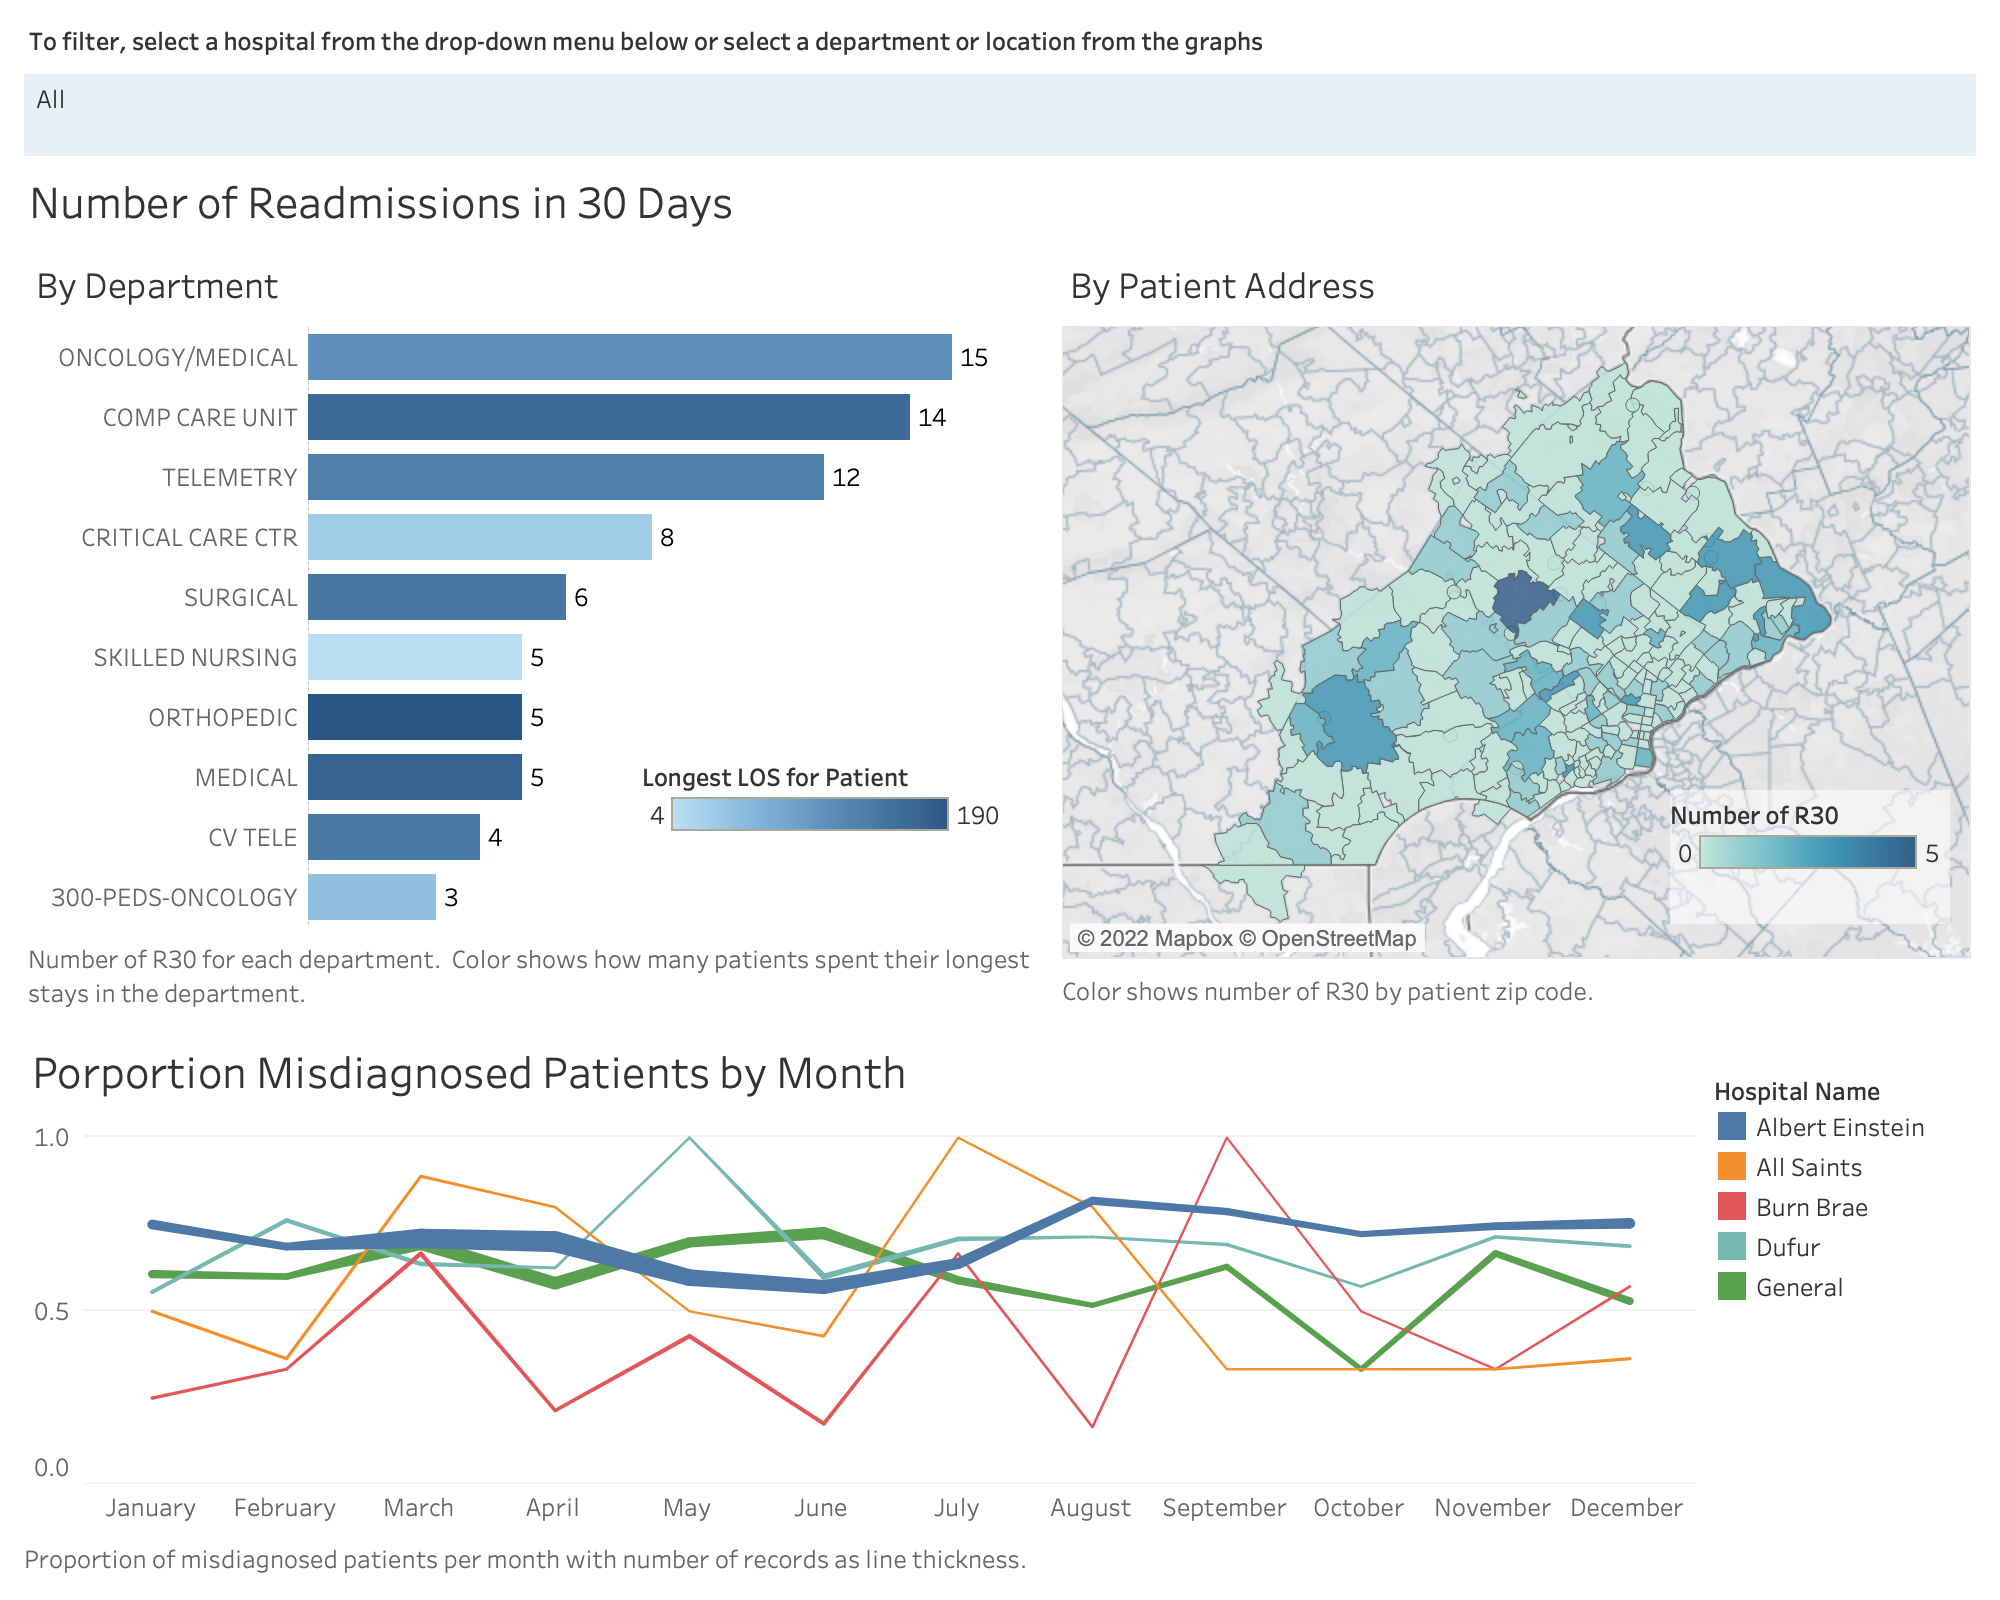 To filter, select a hospital from the drop-down menu below or select a department or location from the graphs
All
Number of Readmissions in 30 Days
By Department
ONCOLOGY/MEDICAL 15
COMP CARE UNIT 14
TELEMETRY 12
CRITICAL CARE CTR 8
SURGICAL 6
SKILLED NURSING 5
ORTHOPEDIC 5
MEDICAL 5
CV TELE 4
300-PEDS-ONCOLOGY 3
Longest LOS for Patient
4 190
Number of R30 for each department. Color shows how many patients spent their longest
stays in the department.
By Patient Address
Number of R30
0 5
© 2022 Mapbox © OpenStreetMap
Color shows number of R30 by patient zip code.
Porportion Misdiagnosed Patients by Month
1.0
0.5
0.0
January February March April May June July August September October November December
Hospital Name
Albert Einstein
All Saints
Burn Brae
Dufur
General
Proportion of misdiagnosed patients per month with number of records as line thickness.